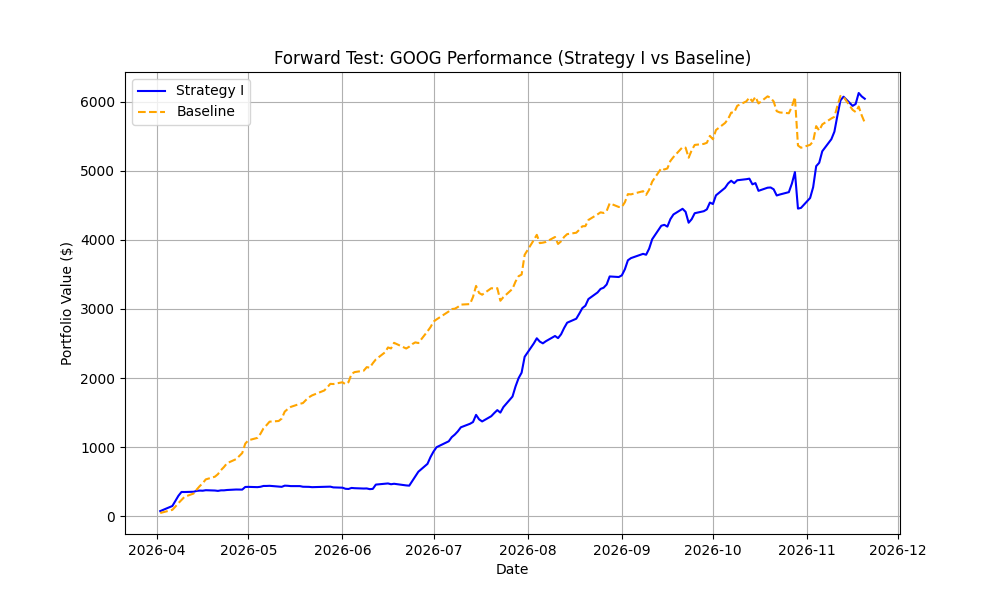 Forward Test: GOOG Performance (Strategy I vs Baseline)
Strategy I
Baseline
Portfolio Value ($)
6000
5000
4000
3000
2000
1000
0
2026-04 2026-05 2026-06 2026-07 2026-08 2026-09 2026-10 2026-11 2026-12
Date